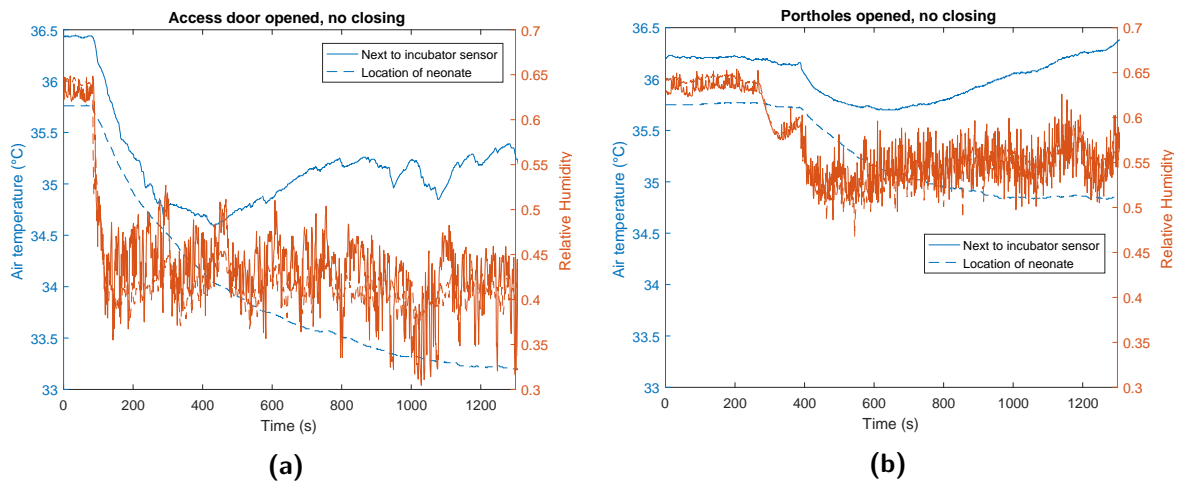 Access door opened, no closing
36.5
36
35.5
35
34.5
34
33.5
33
Air temperature (°C)
0.7
0.65
0.6
0.55
0.5
0.45
0.4
0.35
0.3
Relative Humidity
Next to incubator sensor
Location of neonate
0 200 400 600 800 1000 1200
Time (s)
(a)
Portholes opened, no closing
36.5
36
35.5
35
34.5
34
33.5
33
Air temperature (°C)
0.7
0.65
0.6
0.55
0.5
0.45
0.4
0.35
0.3
Relative Humidity
Next to incubator sensor
Location of neonate
0 200 400 600 800 1000 1200
Time (s)
(b)